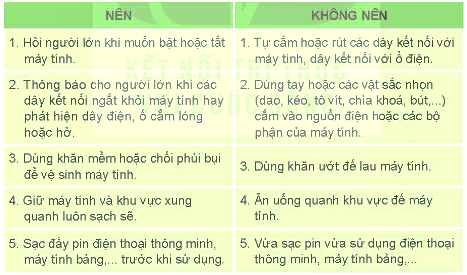 NÊN
KHÔNG NÊN
1. Hỏi người lớn khi muốn bật hoặc tắt
máy tính.
1. Tự cắm hoặc rút các dây kết nối với
máy tính, dây kết nối với ổ điện.
2. Thông báo cho người lớn khi các
dây kết nối ngắt khỏi máy tính hay
phát hiện dây điện, ổ cắm lỏng
hoặc hở.
2. Dùng tay hoặc các vật sắc nhọn
(dao, kéo, tô vít, chìa khoá, bút,...)
cắm vào nguồn điện hoặc các bộ
phận của máy tính.
3. Dùng khăn mềm hoặc chổi phủi bụi
để vệ sinh máy tính.
3. Dùng khăn ướt để lau máy tính.
4. Giữ máy tính và khu vực xung
quanh luôn sạch sẽ.
4. Ăn uống quanh khu vực để máy
tính.
5. Sạc đầy pin điện thoại thông minh,
máy tính bảng,... trước khi sử dụng.
5. Vừa sạc pin vừa sử dụng điện thoại
thông minh, máy tính bảng,...